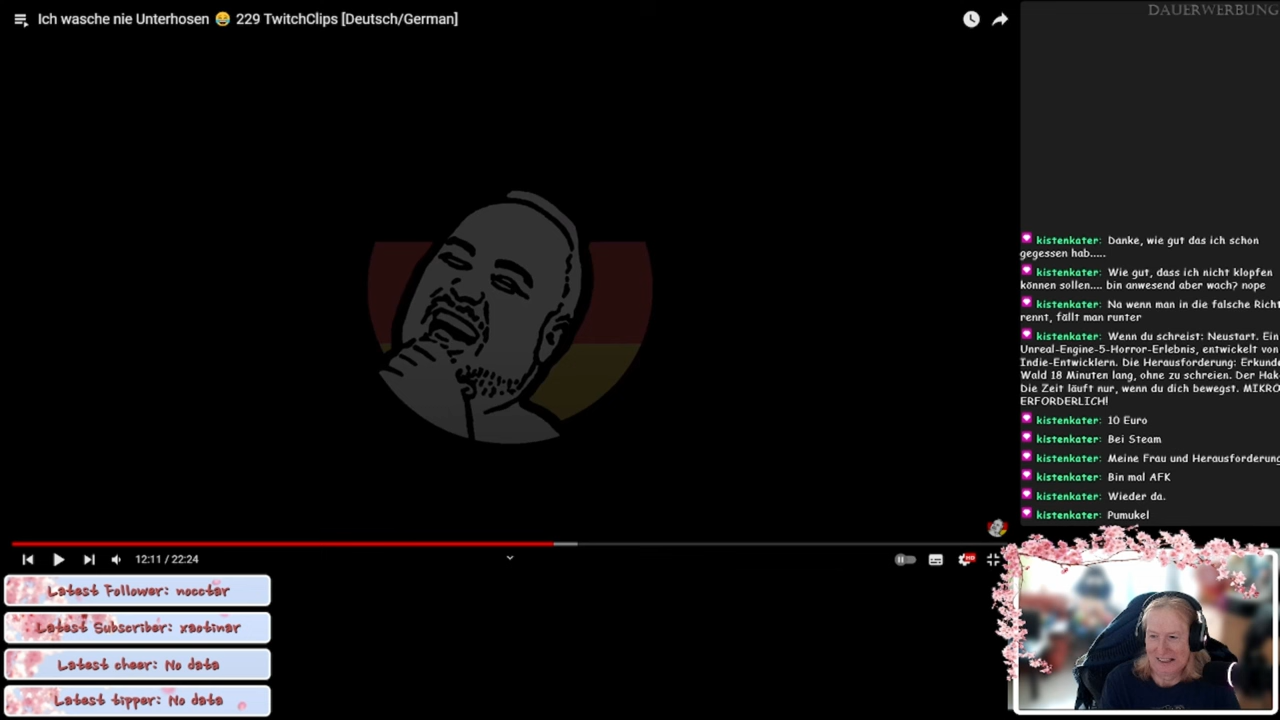 Ich wasche nie Unterhosen 😂 229 TwitchClips [Deutsch/German]
DAUERWERBUNG
kistenkater: Danke, wie gut das ich schon
gegessen hab.....
kistenkater: Wie gut, dass ich nicht klopfen
können sollen.... bin anwesend aber wach? nope
kistenkater: Na wenn man in die falsche Richt
rennt, fällt man runter
kistenkater: Wenn du schreist: Neustart. Ein
Unreal-Engine-5-Horror-Erlebnis, entwickelt von
Indie-Entwicklern. Die Herausforderung: Erkunde
Wald 18 Minuten lang, ohne zu schreien. Der Hak
Die Zeit läuft nur, wenn du dich bewegst. MIKRO
ERFORDERLICH!
kistenkater: 10 Euro
kistenkater: Bei Steam
kistenkater: Meine Frau und Herausforderung
kistenkater: Bin mal AFK
kistenkater: Wieder da.
kistenkater: Pumukel
12:11 / 22:24
HD
Latest Follower: nocctar
Latest Subscriber: xaotinar
Latest cheer: No data
Latest tipper: No data